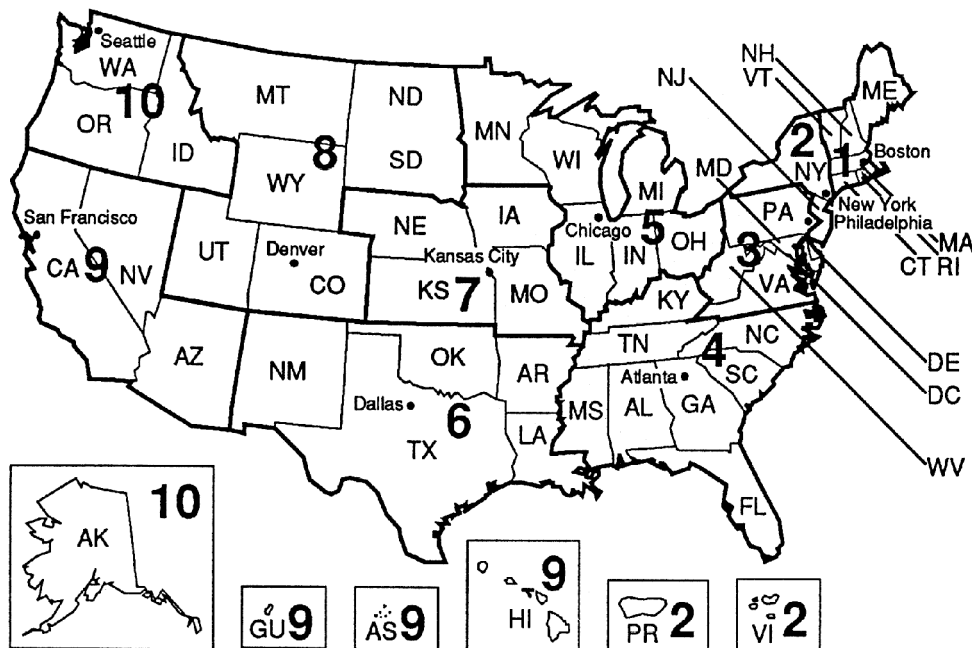 Seattle
WA
10
OR
ID
MT
ND
SD
8
WY
MN
WI
MI
NJ
NH
VT
ME
2
NY
1
Boston
New York
Philadelphia
MA
CT RI
MD
PA
3
VA
DE
DC
WV
San Francisco
CA
9
NV
UT
Denver
CO
NE
IA
Kansas City
KS
7
MO
Chicago
IL
IN
5
OH
KY
AZ
NM
OK
AR
Dallas
6
TX
LA
TN
NC
4
SC
Atlanta
MS
AL
GA
FL
AK
10
GU 9
AS 9
9
HI
PR 2
VI 2